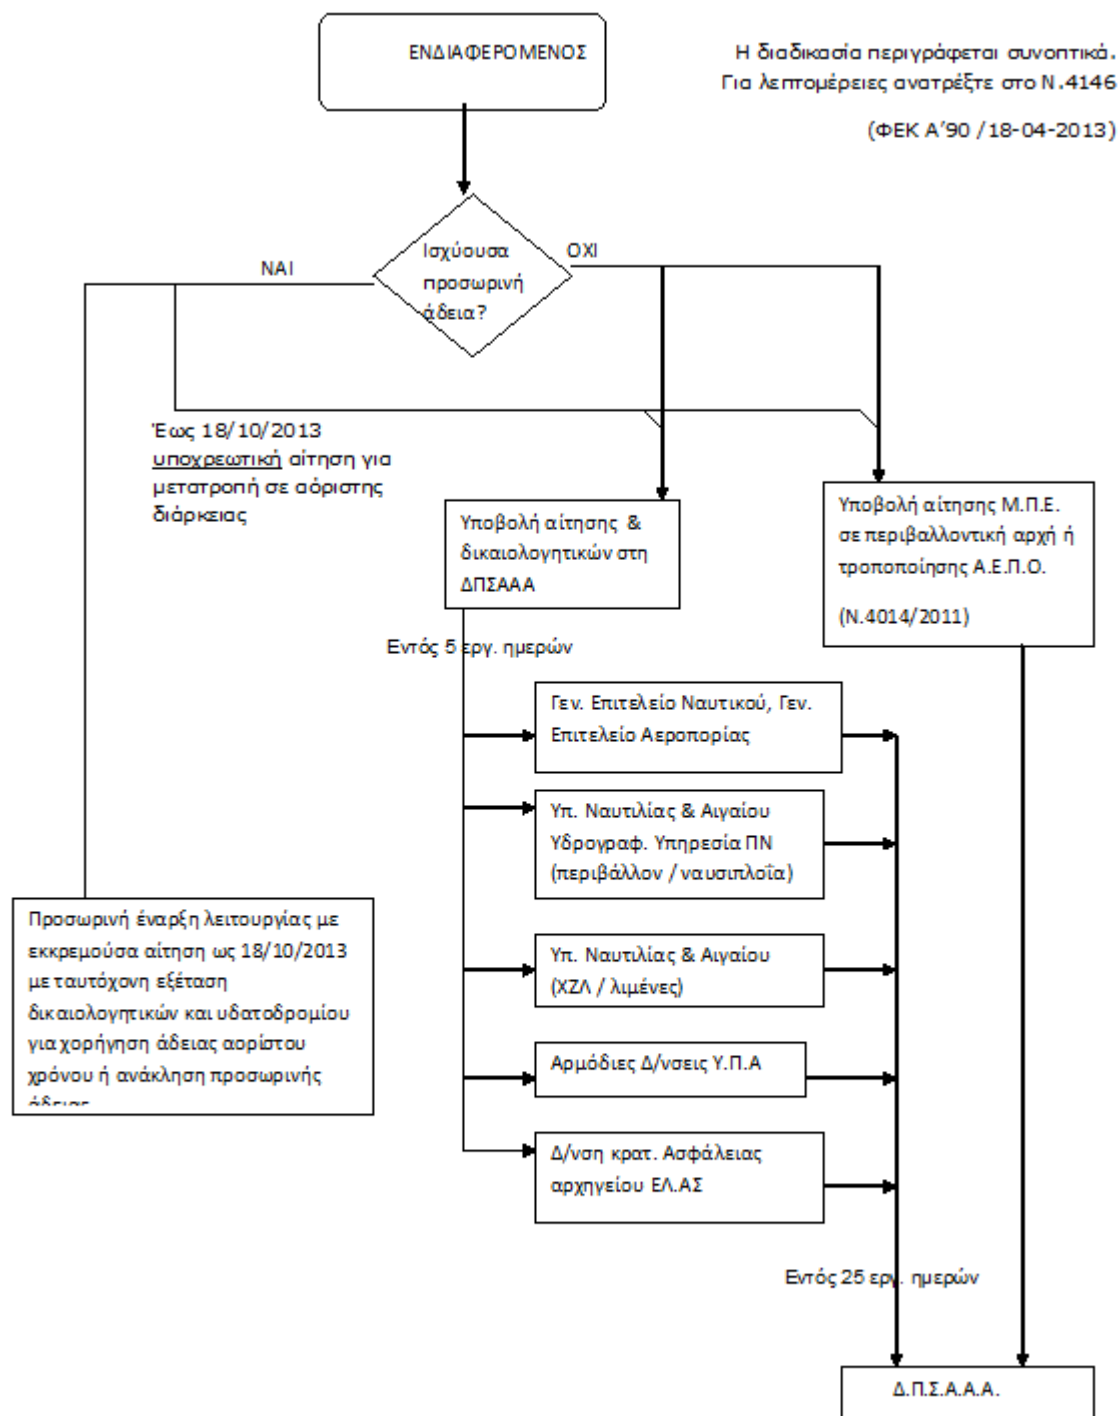 ΕΝΔΙΑΦΕΡΟΜΕΝΟΣ
Η διαδικασία περιγράφεται συνοπτικά.
Για λεπτομέρειες ανατρέξτε στο Ν.4146
(ΦΕΚ Α'90 /18-04-2013)
Ισχύουσα
προσωρινή
άδεια?
ΝΑΙ
ΟΧΙ
Έως 18/10/2013
υποχρεωτική αίτηση για
μετατροπή σε αόριστης
διάρκειας
Υποβολή αίτησης &
δικαιολογητικών στη
ΔΠΣΑΑΑ
Υποβολή αίτησης Μ.Π.Ε.
σε περιβαλλοντική αρχή ή
τροποποίησης Α.Ε.Π.Ο.
(Ν.4014/2011)
Εντός 5 εργ. ημερών
Γεν. Επιτελείο Ναυτικού, Γεν.
Επιτελείο Αεροπορίας
Υπ. Ναυτιλίας & Αιγαίου
Υδρογραφ. Υπηρεσία ΠΝ
(περιβάλλον / ναυσιπλοΐα)
Υπ. Ναυτιλίας & Αιγαίου
(ΧΖΛ / λιμένες)
Αρμόδιες Δ/νσεις Υ.Π.Α
Δ/νση κρατ. Ασφάλειας
αρχηγείου ΕΛ.ΑΣ
Προσωρινή έναρξη λειτουργίας με
εκκρεμούσα αίτηση ως 18/10/2013
με ταυτόχονη εξέταση
δικαιολογητικών και υδατοδρομίου
για χορήγηση άδειας αορίστου
χρόνου ή ανάκληση προσωρινής
άδειας
Εντός 25 εργ. ημερών
Δ.Π.Σ.Α.Α.Α.